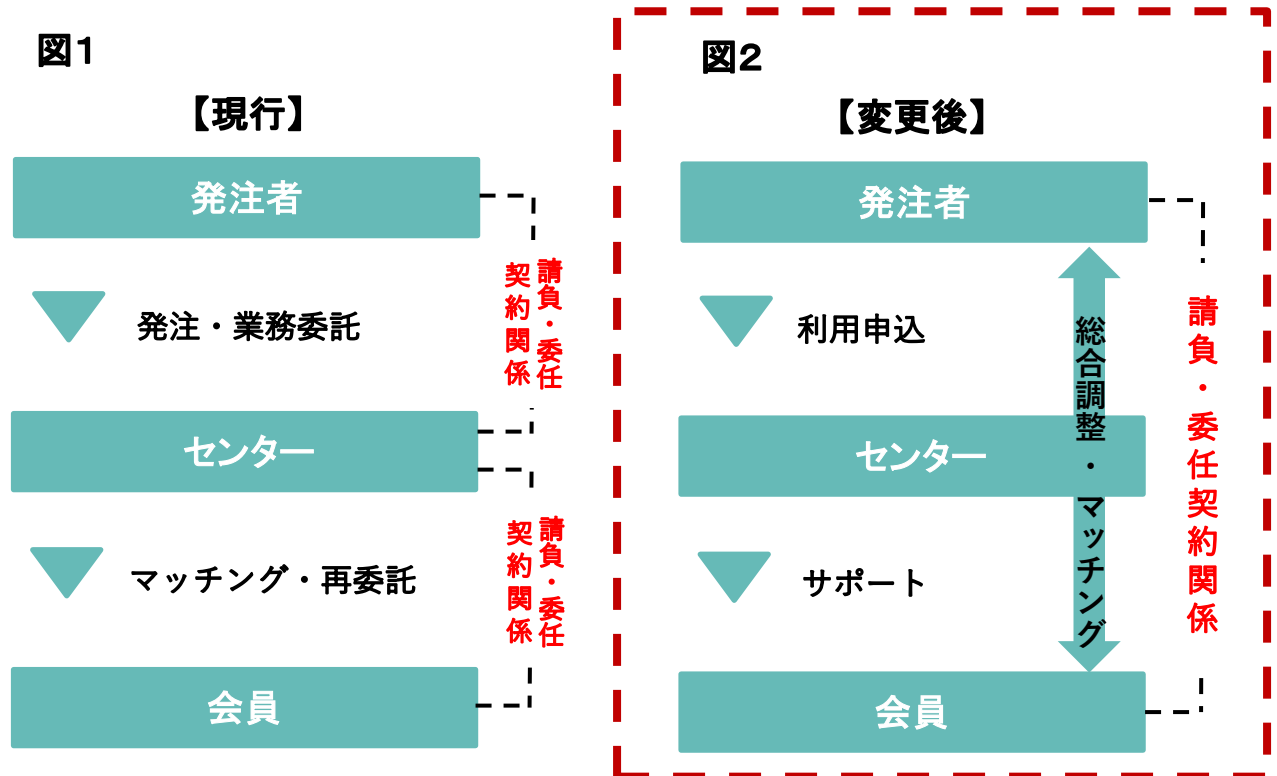 図1
【現行】
発注者
発注・業務委託
請負・委任
契約関係
センター
マッチング・再委託
請負・委任
契約関係
会員
図2
【変更後】
発注者
利用申込
センター
サポート
総合調整・マッチング
請負・委任契約関係
会員